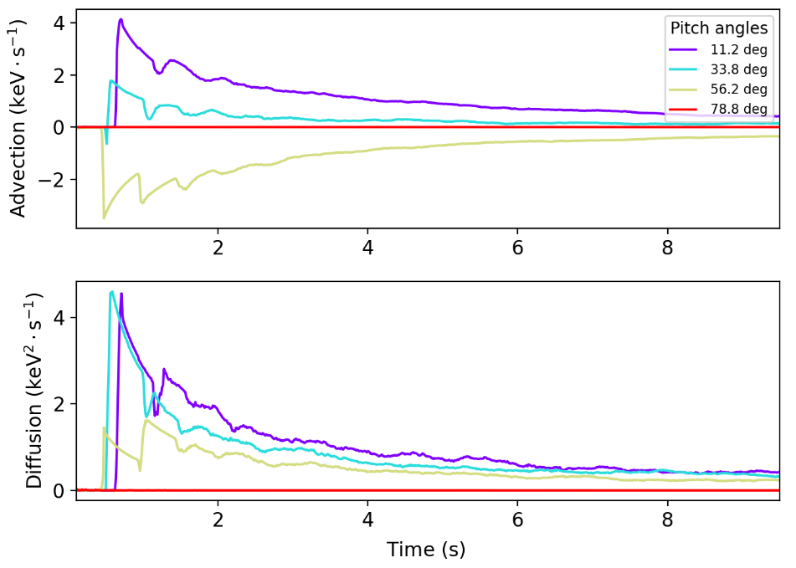 Advection (keV · s⁻¹)
4
2
0
−2
Pitch angles
11.2 deg
33.8 deg
56.2 deg
78.8 deg
2
4
6
8
Diffusion (keV² · s⁻¹)
4
2
0
2
4
6
8
Time (s)